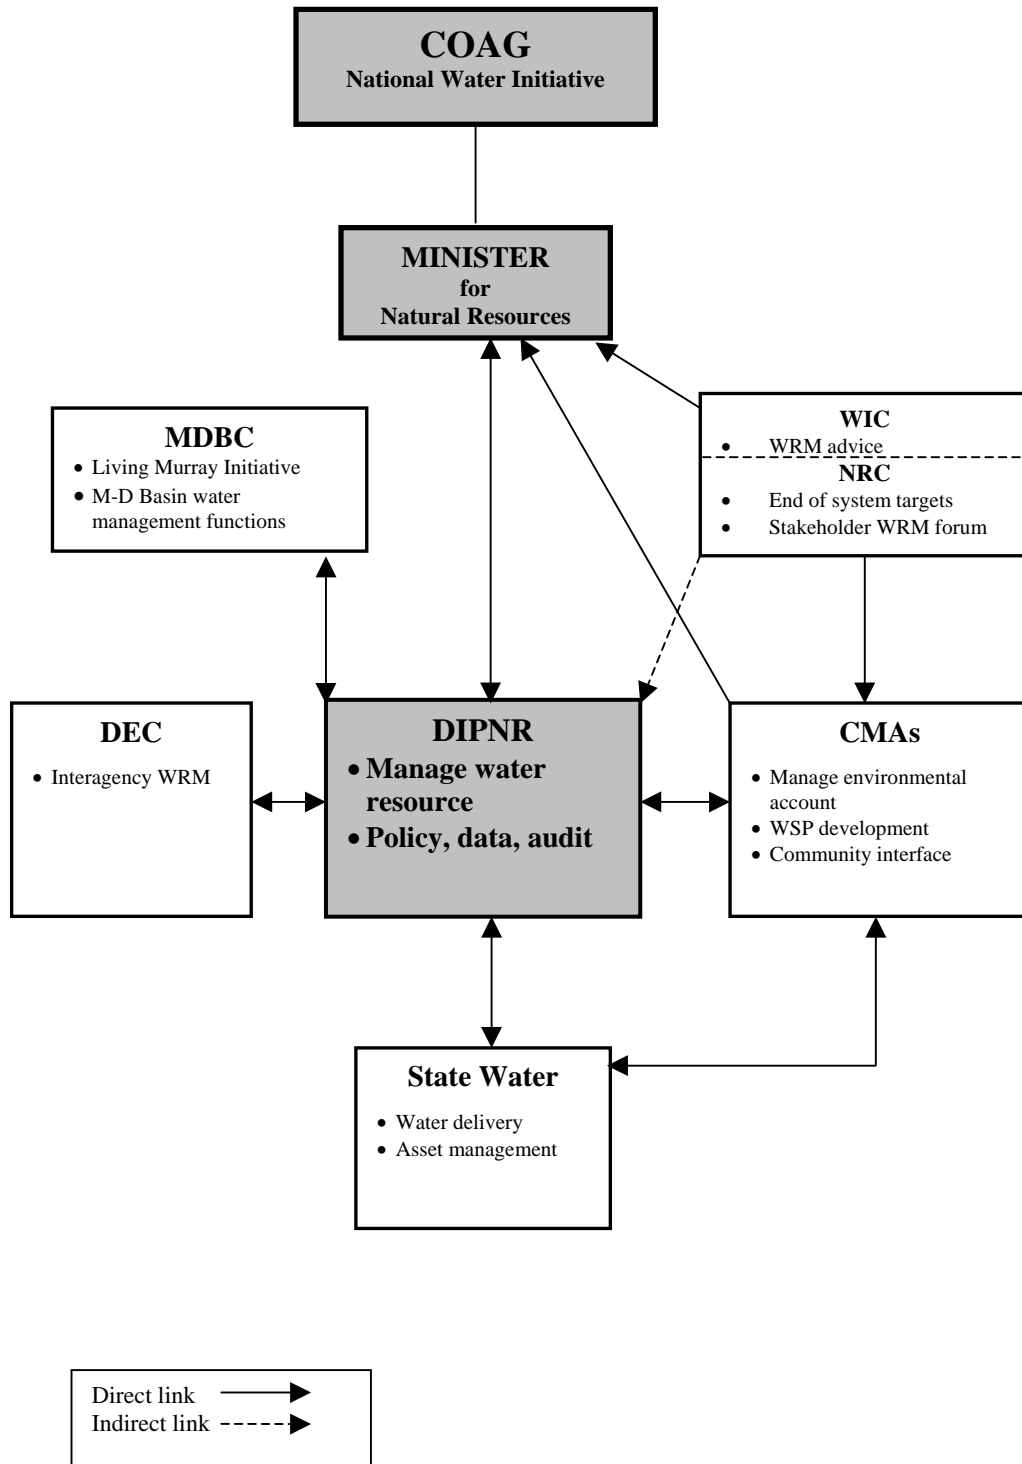 COAG
National Water Initiative
MINISTER
for
Natural Resources
MDBC
• Living Murray Initiative
• M-D Basin water
management functions
WIC
• WRM advice
NRC
• End of system targets
• Stakeholder WRM forum
DEC
• Interagency WRM
DIPNR
• Manage water
resource
• Policy, data, audit
CMAs
• Manage environmental
account
• WSP development
• Community interface
State Water
• Water delivery
• Asset management
Direct link
Indirect link